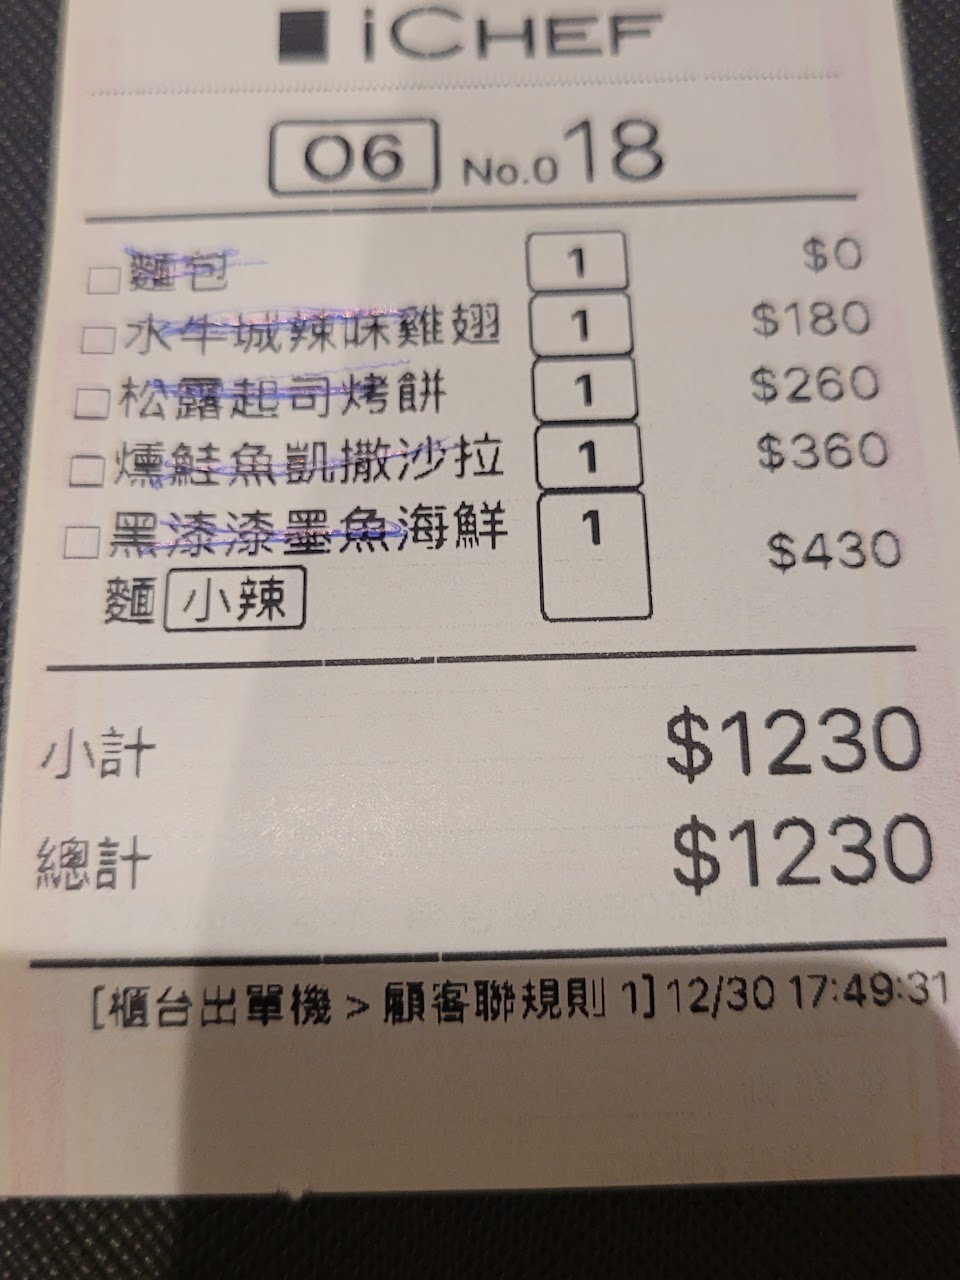 iCHEF
06 No.018
麵包 1 $0
水牛城辣味雞翅 1 $180
松露起司烤餅 1 $260
燻鮭魚凱撒沙拉 1 $360
黑漆漆墨魚海鮮 1 $430
麵 小辣
小計 $1230
總計 $1230
[櫃台出單機 > 顧客聯規則 1] 12/30 17:49:31